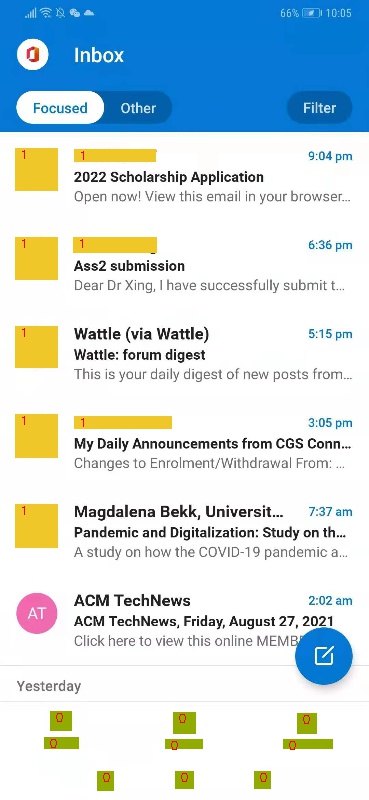 66% 10:05
Inbox
Focused Other Filter
1 1 9:04 pm
2022 Scholarship Application
Open now! View this email in your browser...
1 1 6:36 pm
Ass2 submission
Dear Dr Xing, I have successfully submit t...
1 Wattle (via Wattle) 5:15 pm
Wattle: forum digest
This is your daily digest of new posts from...
1 1 3:05 pm
My Daily Announcements from CGS Conn...
Changes to Enrolment/Withdrawal From: ...
1 Magdalena Bekk, Universit... 7:37 am
Pandemic and Digitalization: Study on th...
A study on how the COVID-19 pandemic a...
AT ACM TechNews 2:02 am
ACM TechNews, Friday, August 27, 2021
Click here to view this online MEMB
Yesterday
0 0 0
0 0 0
0 0 0